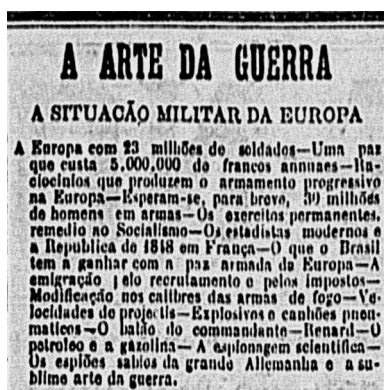 A ARTE DA GUERRA
A SITUACÃO MILITAR DA EUROPA
A Europa com 23 milhões de soldados—Uma paz
que custa 5.000.000 de francos annuaes—Ra-
ciocinios que produzem o armamento progressivo
na Europa—Esperam-se, para breve, 30 milhões
de homens em armas—Os exercitos permanentes,
remedio ao Socialismo—Os estadistas modernos e
a Republica de 1848 em França—O que o Brasil
tem a ganhar com a paz armada da Europa—A
emigração pelo recrutamento e pelos impostos—
Modificação nos calibres das armas de fogo—Ve-
locidades do projectis—Explosivos e canhões pneu-
maticos—O balão do commandante—Renard—O
petroleo e a gazolina—A espionagem scientifica—
Os espiões sabios da grande Allemanha e a su-
blime arte da guerra.